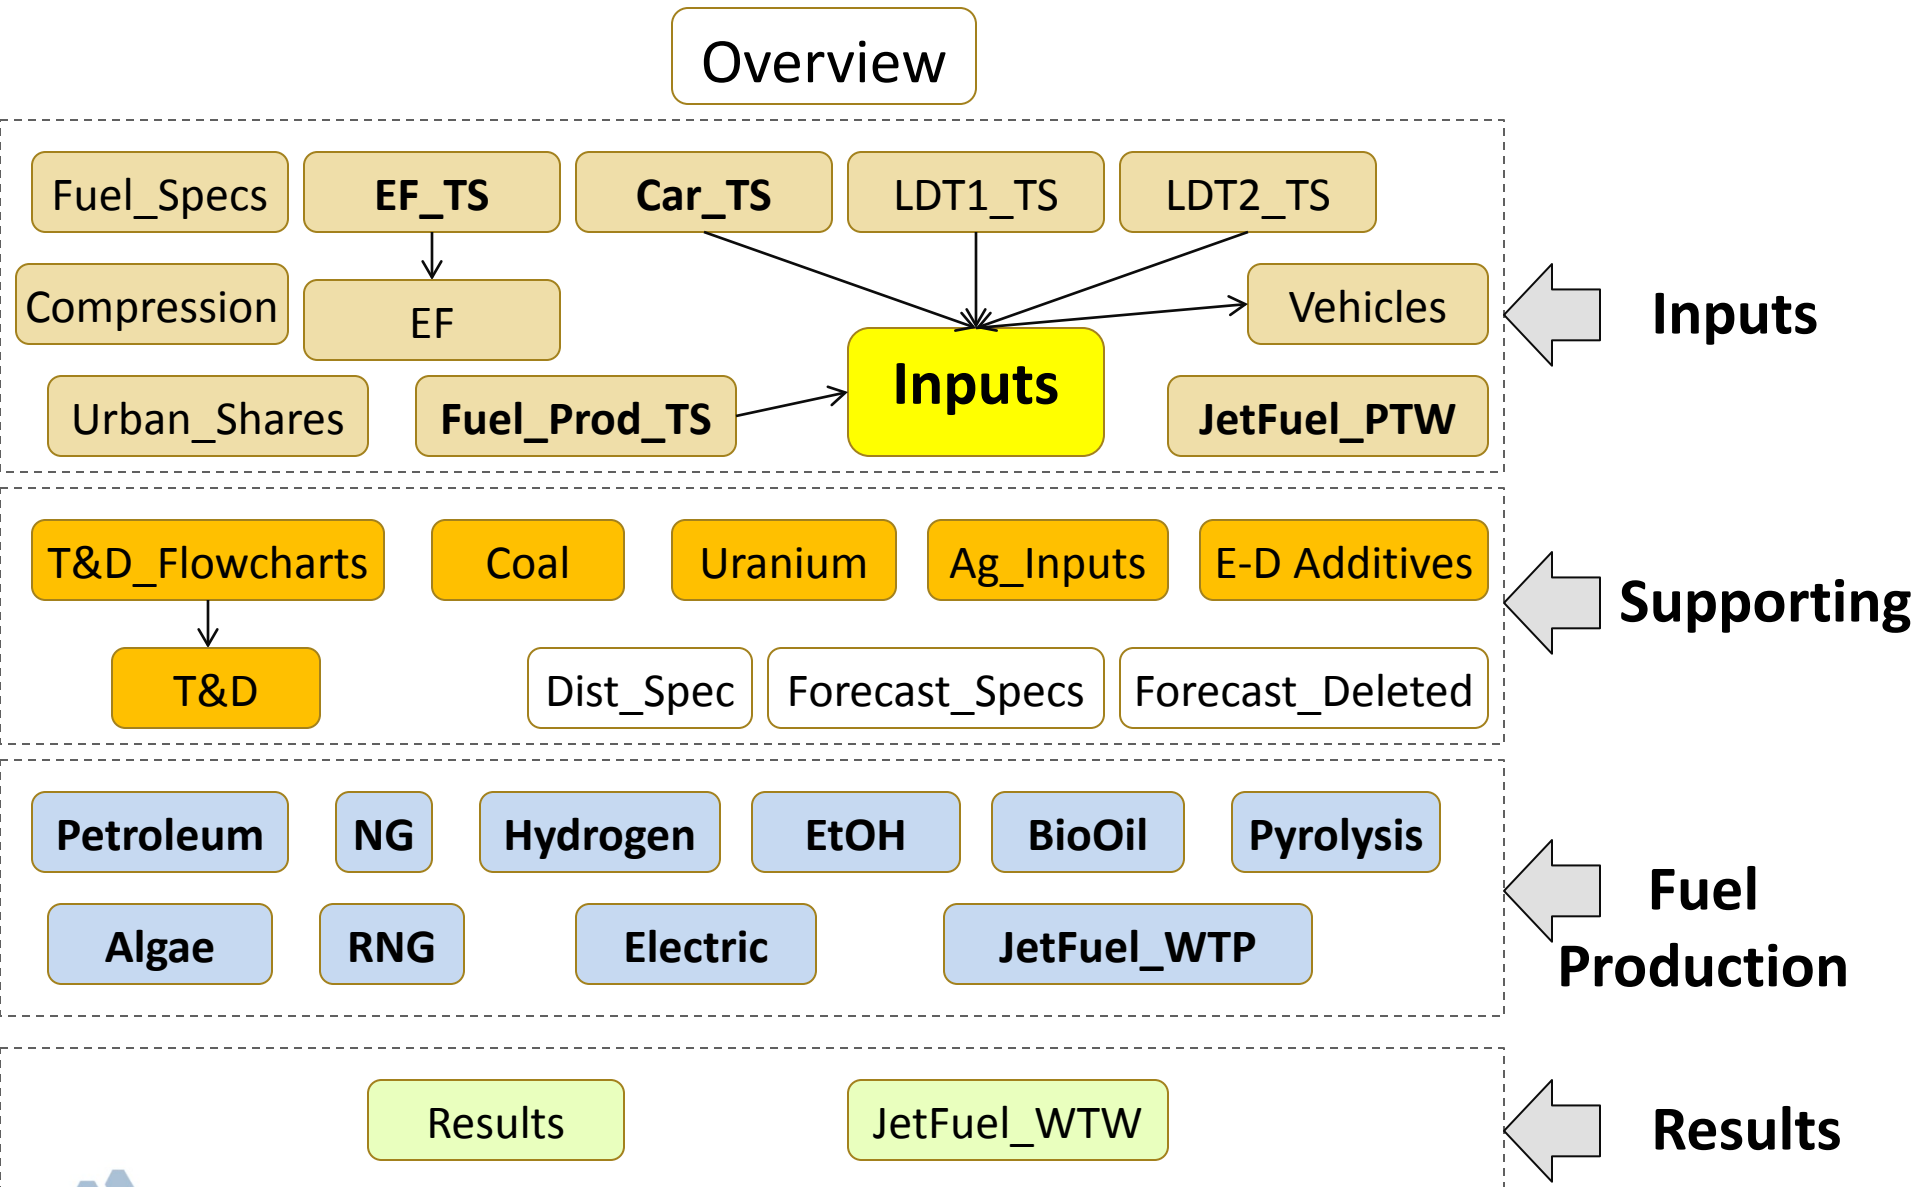 Overview
Fuel_Specs
EF_TS
Car_TS
LDT1_TS
LDT2_TS
Compression
EF
Vehicles
Inputs
Inputs
Urban_Shares
Fuel_Prod_TS
JetFuel_PTW
T&D_Flowcharts
Coal
Uranium
Ag_Inputs
E-D Additives
Supporting
T&D
Dist_Spec
Forecast_Specs
Forecast_Deleted
Petroleum
NG
Hydrogen
EtOH
BioOil
Pyrolysis
Fuel
Production
Algae
RNG
Electric
JetFuel_WTP
Results
JetFuel_WTW
Results